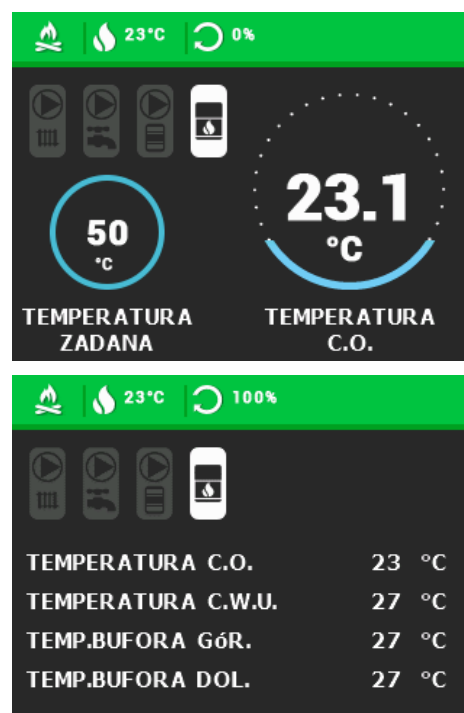 23°C 0%
50 °C
23.1 °C
TEMPERATURA ZADANA
TEMPERATURA C.O.
23°C 100%
TEMPERATURA C.O. 23 °C
TEMPERATURA C.W.U. 27 °C
TEMP.BUFORA GóR. 27 °C
TEMP.BUFORA DOL. 27 °C